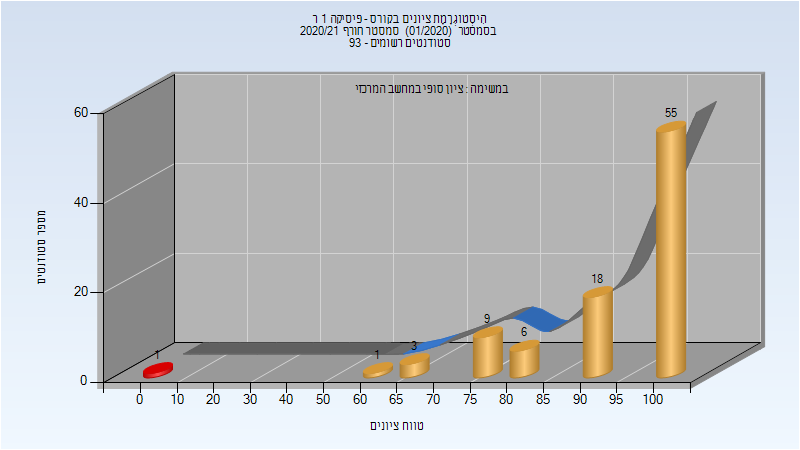 היסטוגרמת ציונים בקורס - פיסיקה 1 ר
בסמסטר  (01/2020)  סמסטר חורף 2020/21
סטודנטים רשומים - 93
במשימה : ציון סופי במחשב המרכזי
60
40
20
0
מספר סטודנטים
1
1
3
9
6
18
55
0 10 20 30 40 50 60 65 70 75 80 85 90 95 100
טווח ציונים